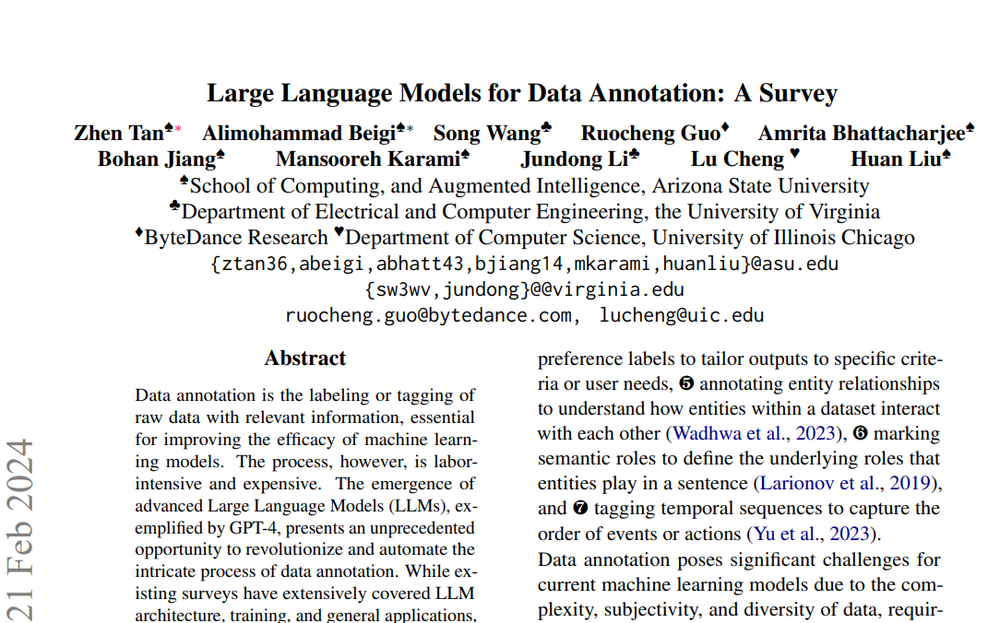 Large Language Models for Data Annotation: A Survey
Zhen Tan♠* Alimohammad Beigi♠* Song Wang♣ Ruocheng Guo♦ Amrita Bhattacharjee♠
Bohan Jiang♠ Mansooreh Karami♠ Jundong Li♣ Lu Cheng ♥ Huan Liu♠
♠School of Computing, and Augmented Intelligence, Arizona State University
♣Department of Electrical and Computer Engineering, the University of Virginia
♦ByteDance Research ♥Department of Computer Science, University of Illinois Chicago
{ztan36,abeigi,abhatt43,bjiang14,mkarami,huanliu}@asu.edu
{sw3wv,jundong}@@virginia.edu
ruocheng.guo@bytedance.com, lucheng@uic.edu
Abstract
Data annotation is the labeling or tagging of
raw data with relevant information, essential
for improving the efficacy of machine learn-
ing models. The process, however, is labor-
intensive and expensive. The emergence of
advanced Large Language Models (LLMs), ex-
emplified by GPT-4, presents an unprecedented
opportunity to revolutionize and automate the
intricate process of data annotation. While ex-
isting surveys have extensively covered LLM
architecture, training, and general applications,
preference labels to tailor outputs to specific crite-
ria or user needs, ❺ annotating entity relationships
to understand how entities within a dataset interact
with each other (Wadhwa et al., 2023), ❻ marking
semantic roles to define the underlying roles that
entities play in a sentence (Larionov et al., 2019),
and ❼ tagging temporal sequences to capture the
order of events or actions (Yu et al., 2023).
Data annotation poses significant challenges for
current machine learning models due to the com-
plexity, subjectivity, and diversity of data, requir-
21 Feb 2024